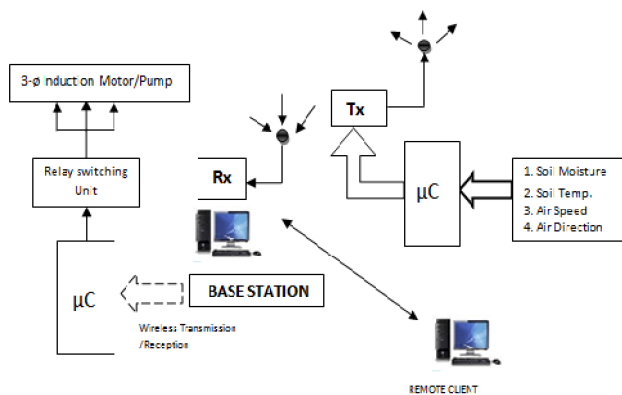 3-ø Induction Motor/Pump
Tx
Relay switching
Unit
Rx
µC
1. Soil Moisture
2. Soil Temp.
3. Air Speed
4. Air Direction
µC
BASE STATION
Wireless Transmission
/Reception
REMOTE CLIENT